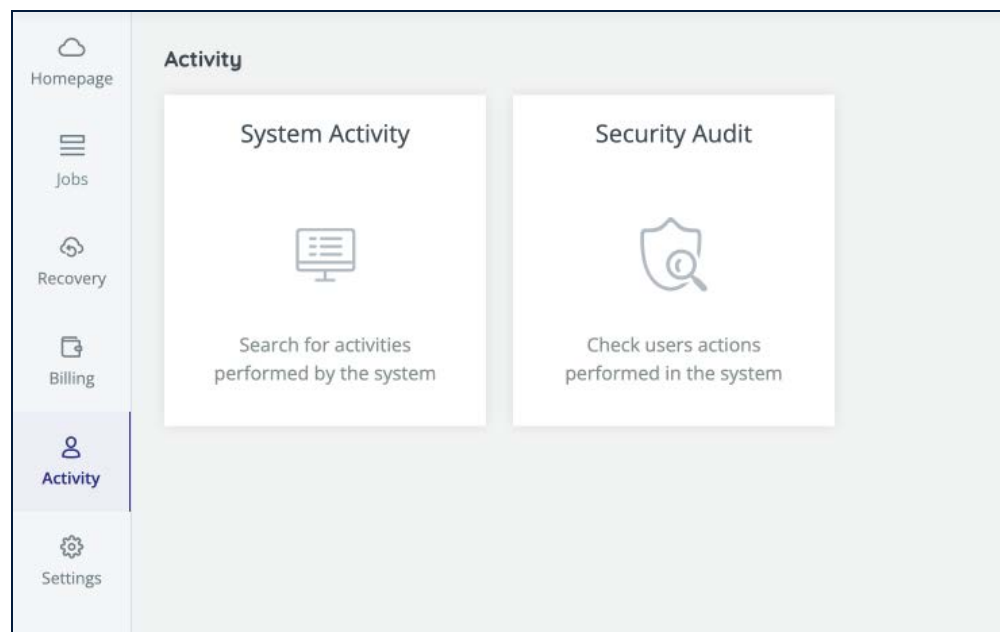 Homepage
Jobs
Recovery
Billing
Activity
Settings
Activity
System Activity
Search for activities
performed by the system
Security Audit
Check users actions
performed in the system